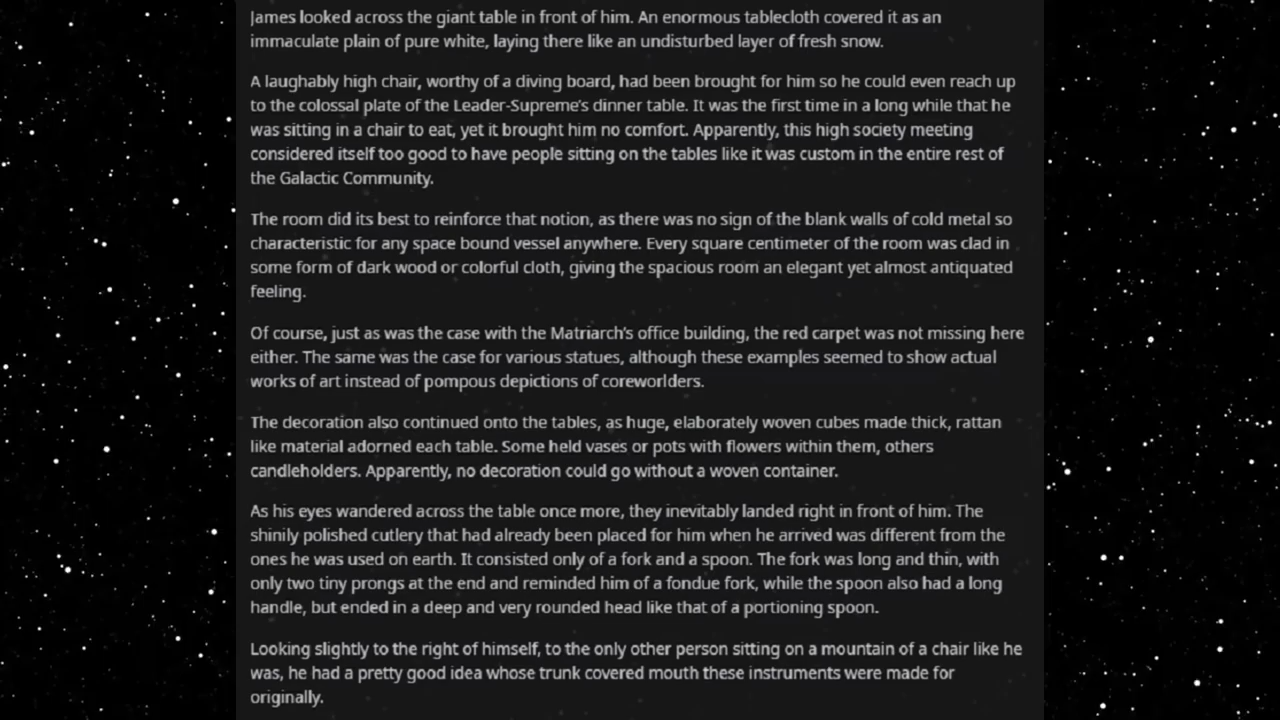 James looked across the giant table in front of him. An enormous tablecloth covered it as an
immaculate plain of pure white, laying there like an undisturbed layer of fresh snow.
A laughably high chair, worthy of a diving board, had been brought for him so he could even reach up
to the colossal plate of the Leader-Supreme's dinner table. It was the first time in a long while that he
was sitting in a chair to eat, yet it brought him no comfort. Apparently, this high society meeting
considered itself too good to have people sitting on the tables like it was custom in the entire rest of
the Galactic Community.
The room did its best to reinforce that notion, as there was no sign of the blank walls of cold metal so
characteristic for any space bound vessel anywhere. Every square centimeter of the room was clad in
some form of dark wood or colorful cloth, giving the spacious room an elegant yet almost antiquated
feeling.
Of course, just as was the case with the Matriarch's office building, the red carpet was not missing here
either. The same was the case for various statues, although these examples seemed to show actual
works of art instead of pompous depictions of coreworlders.
The decoration also continued onto the tables, as huge, elaborately woven cubes made thick, rattan
like material adorned each table. Some held vases or pots with flowers within them, others
candleholders. Apparently, no decoration could go without a woven container.
As his eyes wandered across the table once more, they inevitably landed right in front of him. The
shinily polished cutlery that had already been placed for him when he arrived was different from the
ones he was used on earth. It consisted only of a fork and a spoon. The fork was long and thin, with
only two tiny prongs at the end and reminded him of a fondue fork, while the spoon also had a long
handle, but ended in a deep and very rounded head like that of a portioning spoon.
Looking slightly to the right of himself, to the only other person sitting on a mountain of a chair like he
was, he had a pretty good idea whose trunk covered mouth these instruments were made for
originally.